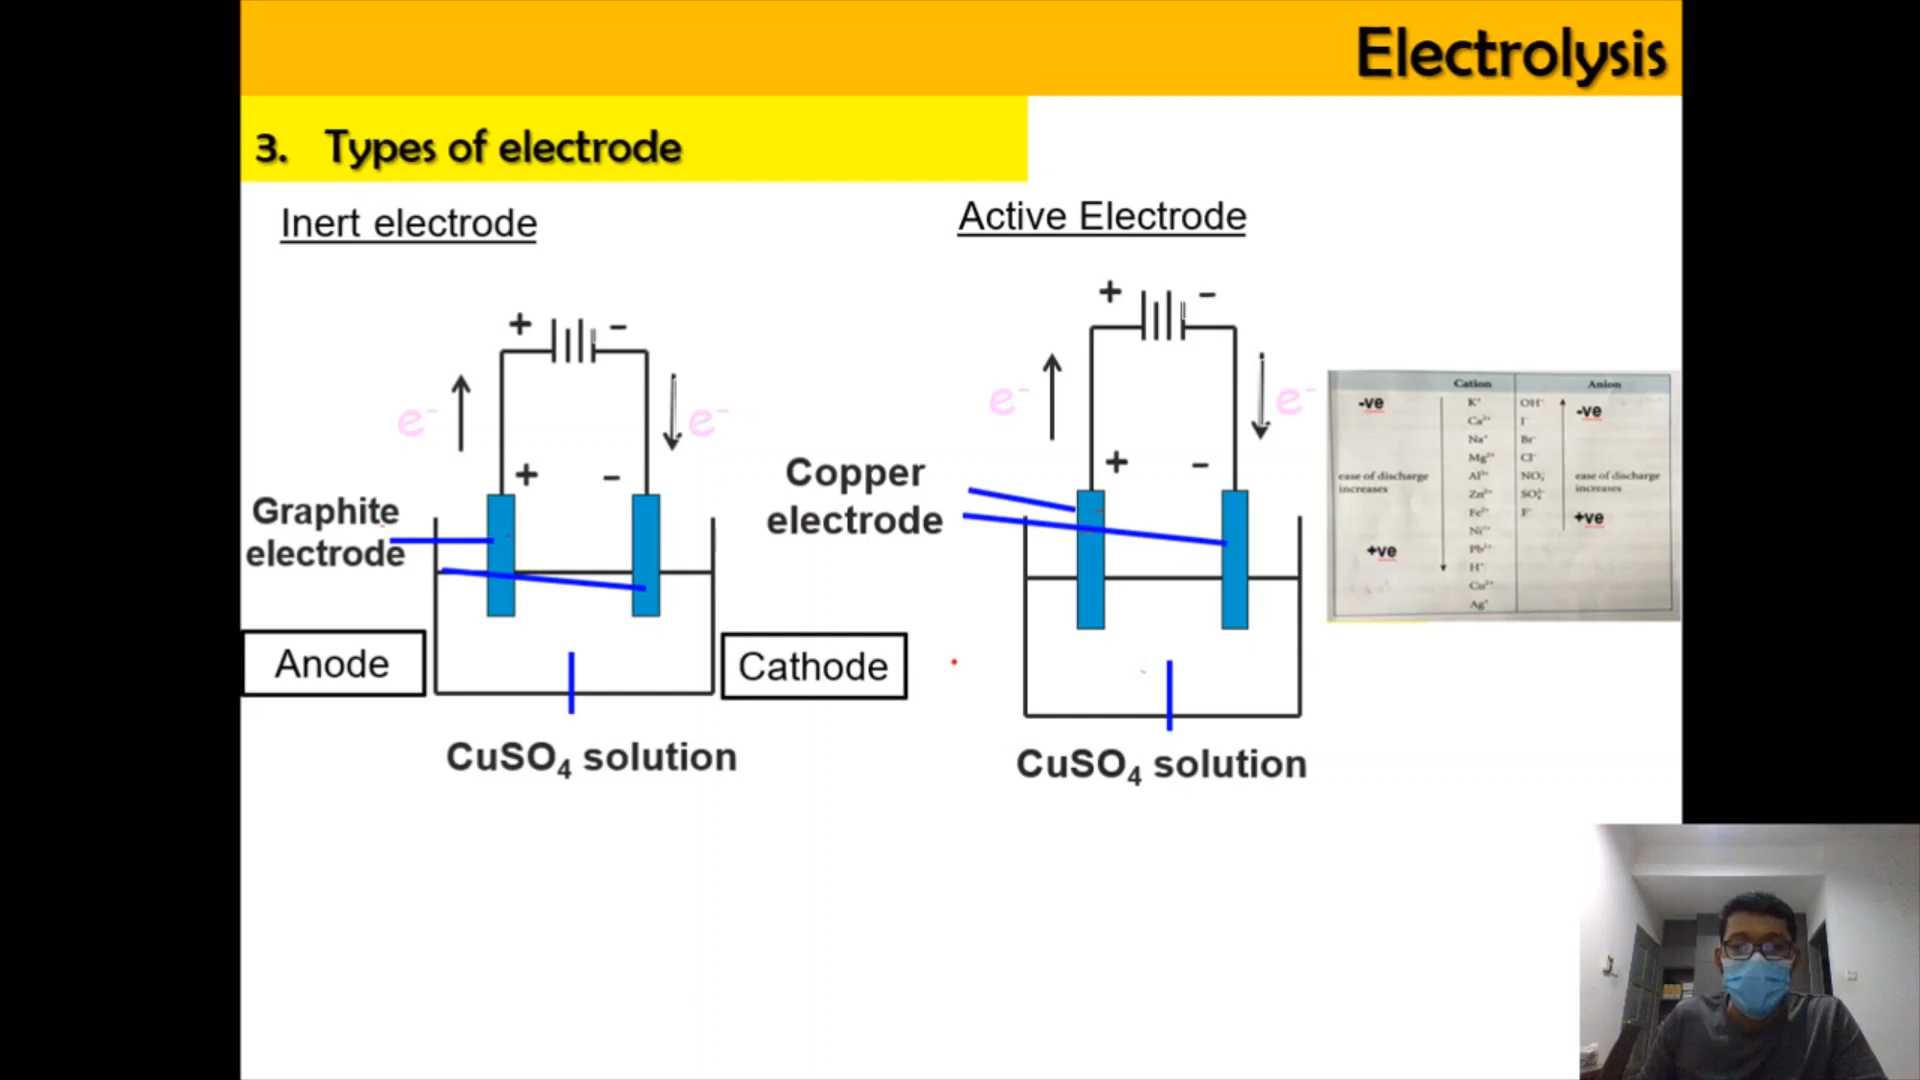 Electrolysis
3. Types of electrode
Inert electrode
Active Electrode
+ −
e⁻ e⁻
+ −
Graphite
electrode
Anode
Cathode
CuSO₄ solution
+ −
e⁻ e⁻
+ −
Copper
electrode
CuSO₄ solution
Cation Anion
-ve K⁺ OH⁻ -ve
Ca²⁺ I⁻
Na⁺ Br⁻
Mg²⁺ Cl⁻
ease of discharge Al³⁺ NO₃⁻ ease of discharge
increases Zn²⁺ SO₄²⁻ increases
Fe²⁺ F⁻ +ve
Ni²⁺
+ve Pb²⁺
H⁺
Cu²⁺
Ag⁺